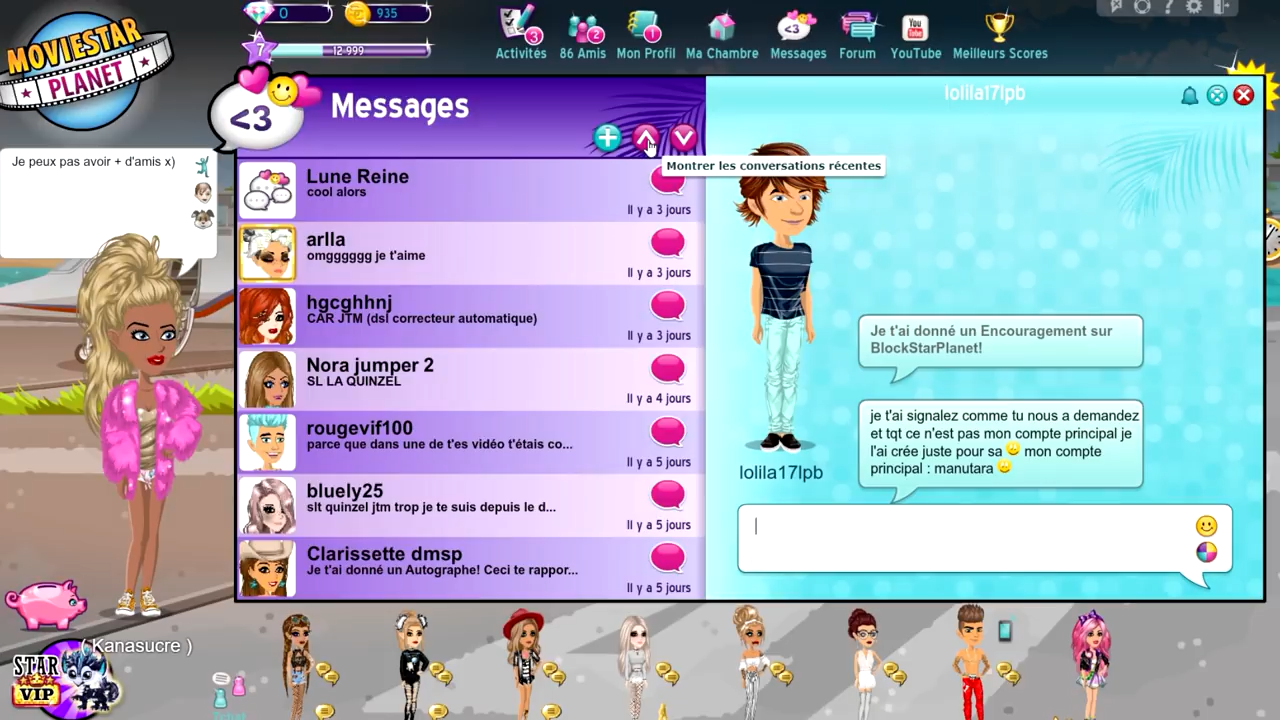 MOVIESTAR
PLANET
0
935
7
12 999
3
2
1
<3
You
Tube
Activités
86 Amis
Mon Profil
Ma Chambre
Messages
Forum
YouTube
Meilleurs Scores
<3
Messages
Montrer les conversations récentes
lolila17lpb
Je peux pas avoir + d'amis x)
Lune Reine
cool alors
Il y a 3 jours
arlla
omgggggg je t'aime
Il y a 3 jours
hgcghhnj
CAR JTM (dsl correcteur automatique)
Il y a 3 jours
Nora jumper 2
SL LA QUINZEL
Il y a 4 jours
rougevif100
parce que dans une de t'es vidéo t'étais co...
Il y a 5 jours
bluely25
slt quinzel jtm trop je te suis depuis le d...
Il y a 5 jours
Clarissette dmsp
Je t'ai donné un Autographe! Ceci te rappor...
Il y a 5 jours
Je t'ai donné un Encouragement sur
BlockStarPlanet!
je t'ai signalez comme tu nous a demandez
et tqt ce n'est pas mon compte principal je
l'ai crée juste pour sa mon compte
principal : manutara
lolila17lpb
( Kanasucre )
STAR
VIP